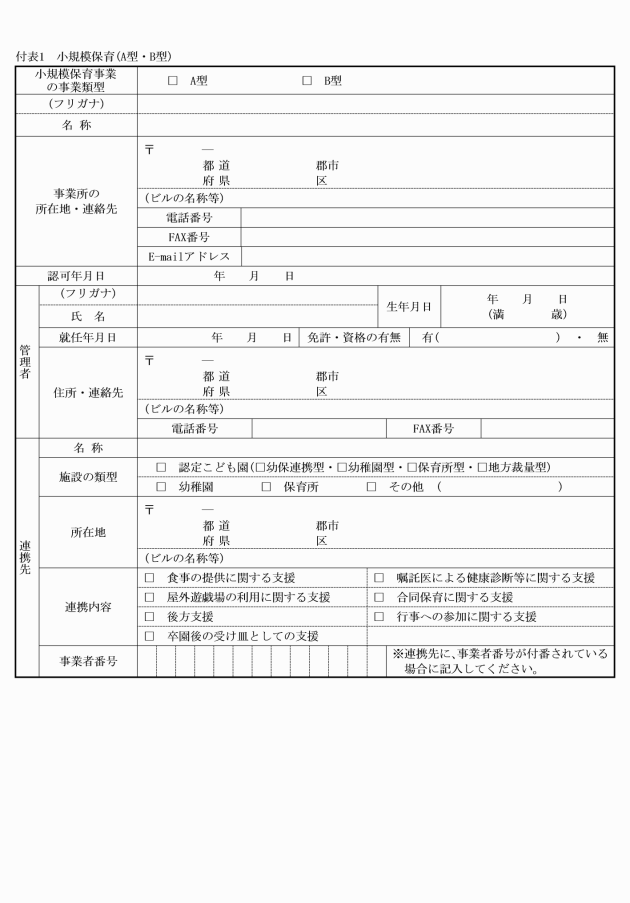 付表1　小規模保育(A型・B型)
小規模保育事業
の事業類型
□　A型　□　B型
(フリガナ)
名 称
事業所の
所在地・連絡先
〒　―
都 道　郡市
府 県　区
(ビルの名称等)
電話番号
FAX番号
E-mailアドレス
認可年月日　年　月　日
管理者
(フリガナ)
氏 名
生年月日
年　月　日
(満　歳)
就任年月日　年　月　日　免許・資格の有無　有(　)　・　無
住所・連絡先
〒　―
都 道　郡市
府 県　区
(ビルの名称等)
電話番号　FAX番号
連携先
名 称
施設の類型
□　認定こども園(□幼保連携型・□幼稚園型・□保育所型・□地方裁量型)
□　幼稚園　□　保育所　□　その他　(　)
所在地
〒　―
都 道　郡市
府 県　区
(ビルの名称等)
連携内容
□　食事の提供に関する支援　□　嘱託医による健康診断等に関する支援
□　屋外遊戯場の利用に関する支援　□　合同保育に関する支援
□　後方支援　□　行事への参加に関する支援
□　卒園後の受け皿としての支援
事業者番号
※連携先に、事業者番号が付番されている
場合に記入してください。